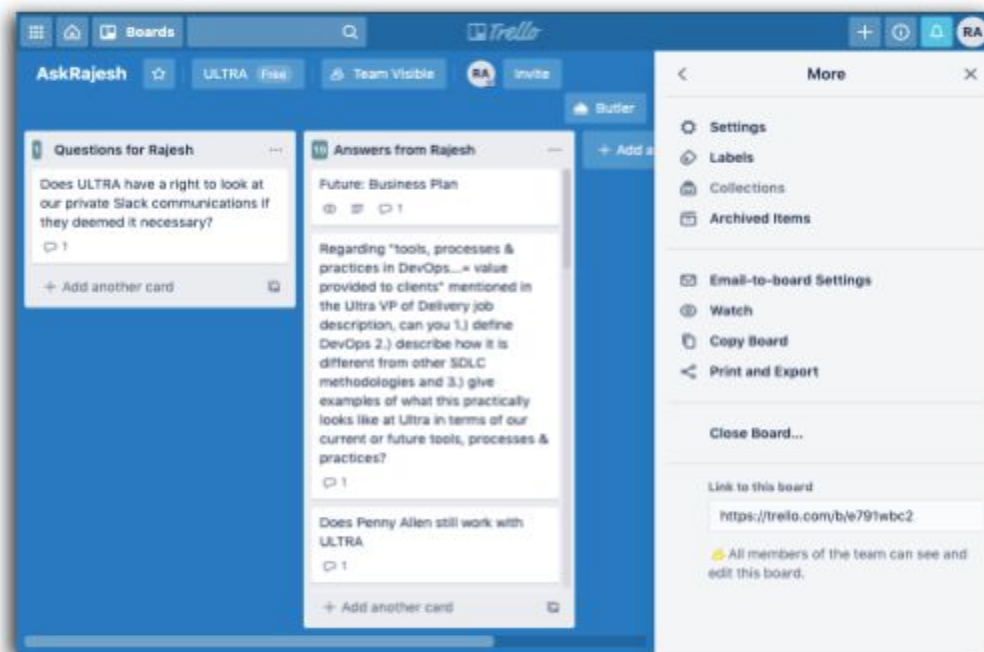 Boards
Trello
RA
AskRajesh
ULTRA Free
Team Visible
RA
Invite
Butler
1 Questions for Rajesh
Does ULTRA have a right to look at
our private Slack communications if
they deemed it necessary?
1
+ Add another card
Answers from Rajesh
Future: Business Plan
1
Regarding "tools, processes &
practices in DevOps...= value
provided to clients" mentioned in
the Ultra VP of Delivery job
description, can you 1.) define
DevOps 2.) describe how it is
different from other SDLC
methodologies and 3.) give
examples of what this practically
looks like at Ultra in terms of our
current or future tools, processes &
practices?
1
Does Penny Allen still work with
ULTRA
1
+ Add another card
+ Add a
More
Settings
Labels
Collections
Archived Items
Email-to-board Settings
Watch
Copy Board
Print and Export
Close Board...
Link to this board
https://trello.com/b/e791wbc2
All members of the team can see and
edit this board.